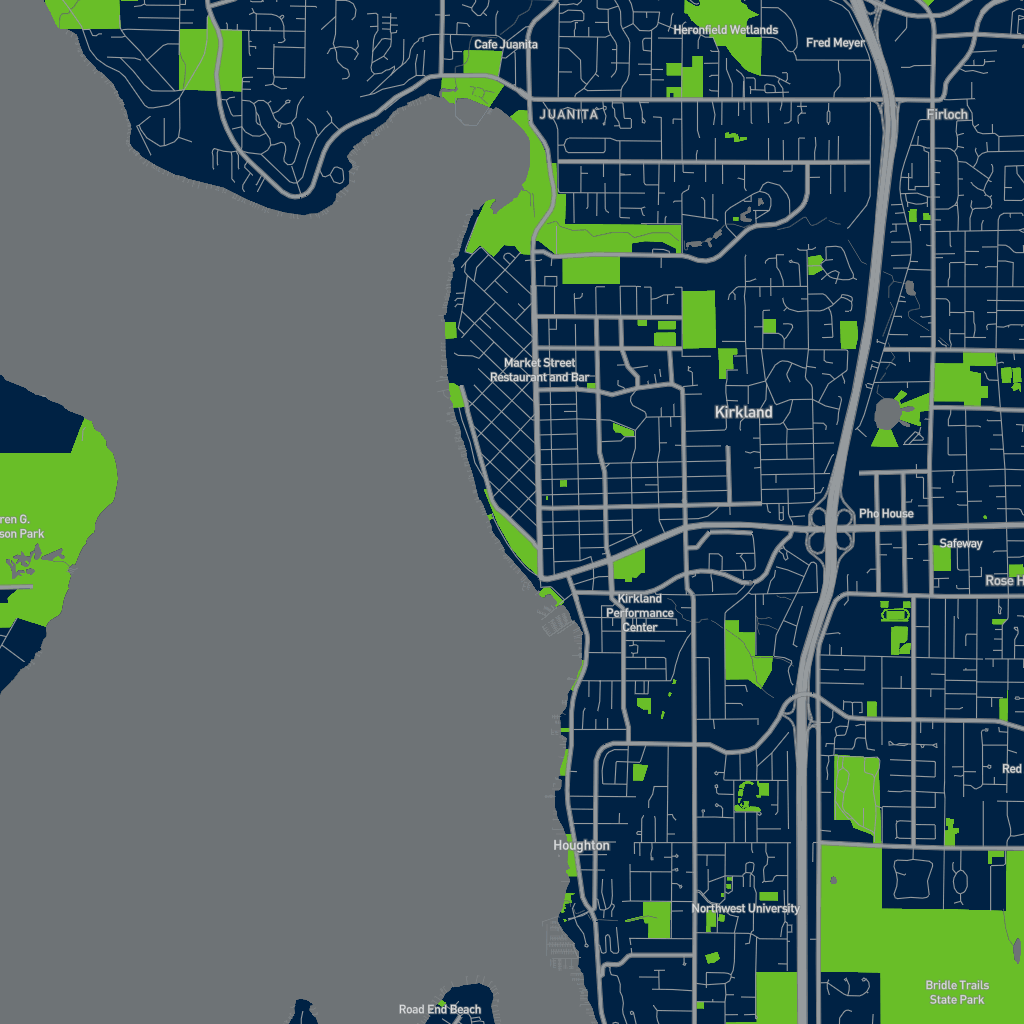 Heronfield Wetlands
Fred Meyer
Cafe Juanita
JUANITA
Firloch
Market Street
Restaurant and Bar
Kirkland
Pho House
ren G.
son Park
Safeway
Rose H
Kirkland
Performance
Center
Red
Houghton
Northwest University
Bridle Trails
State Park
Road End Beach